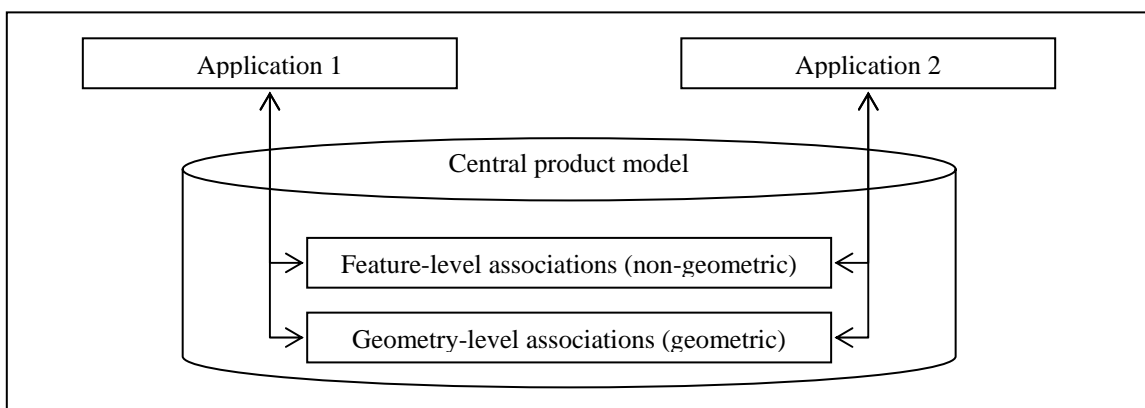 Application 1
Application 2
Central product model
Feature-level associations (non-geometric)
Geometry-level associations (geometric)